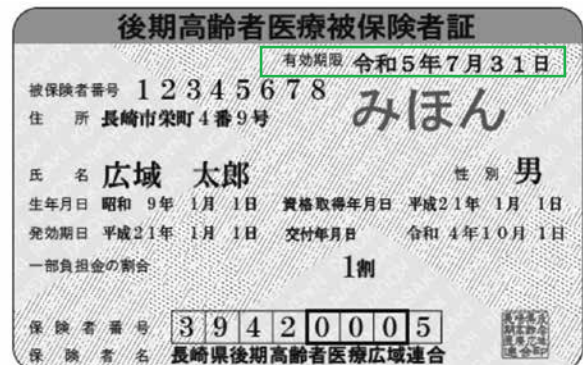 後期高齢者医療被保険者証
有効期限 令和5年7月31日
被保険者番号 12345678
住所 長崎市栄町4番9号
みほん
氏名 広域 太郎 性別 男
生年月日 昭和 9年 1月 1日 資格取得年月日 平成21年 1月 1日
発効期日 平成21年 1月 1日 交付年月日 令和 4年10月 1日
一部負担金の割合 1割
保険者番号 39420005
保険者名 長崎県後期高齢者医療広域連合